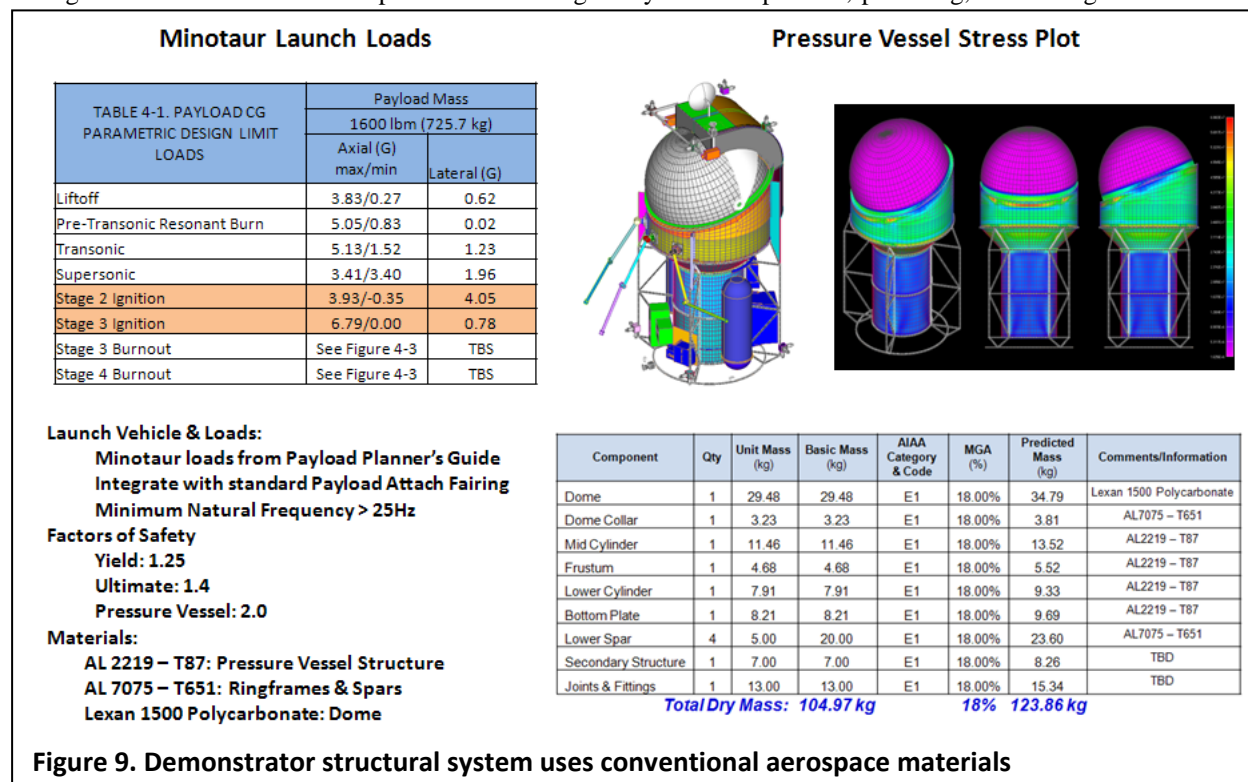 Minotaur Launch Loads
TABLE 4-1. PAYLOAD CG PARAMETRIC DESIGN LIMIT LOADS
Payload Mass
1600 lbm (725.7 kg)
Axial (G) max/min
Lateral (G)
Liftoff 3.83/0.27 0.62
Pre-Transonic Resonant Burn 5.05/0.83 0.02
Transonic 5.13/1.52 1.23
Supersonic 3.41/3.40 1.96
Stage 2 Ignition 3.93/-0.35 4.05
Stage 3 Ignition 6.79/0.00 0.78
Stage 3 Burnout See Figure 4-3 TBS
Stage 4 Burnout See Figure 4-3 TBS
Pressure Vessel Stress Plot
Launch Vehicle & Loads:
Minotaur loads from Payload Planner's Guide
Integrate with standard Payload Attach Fairing
Minimum Natural Frequency > 25Hz
Factors of Safety
Yield: 1.25
Ultimate: 1.4
Pressure Vessel: 2.0
Materials:
AL 2219 – T87: Pressure Vessel Structure
AL 7075 – T651: Ringframes & Spars
Lexan 1500 Polycarbonate: Dome
Component Qty Unit Mass (kg) Basic Mass (kg) AIAA Category & Code MGA (%) Predicted Mass (kg) Comments/Information
Dome 1 29.48 29.48 E1 18.00% 34.79 Lexan 1500 Polycarbonate
Dome Collar 1 3.23 3.23 E1 18.00% 3.81 AL7075 – T651
Mid Cylinder 1 11.46 11.46 E1 18.00% 13.52 AL2219 – T87
Frustum 1 4.68 4.68 E1 18.00% 5.52 AL2219 – T87
Lower Cylinder 1 7.91 7.91 E1 18.00% 9.33 AL2219 – T87
Bottom Plate 1 8.21 8.21 E1 18.00% 9.69 AL2219 – T87
Lower Spar 4 5.00 20.00 E1 18.00% 23.60 AL7075 – T651
Secondary Structure 1 7.00 7.00 E1 18.00% 8.26 TBD
Joints & Fittings 1 13.00 13.00 E1 18.00% 15.34 TBD
Total Dry Mass: 104.97 kg 18% 123.86 kg
Figure 9. Demonstrator structural system uses conventional aerospace materials